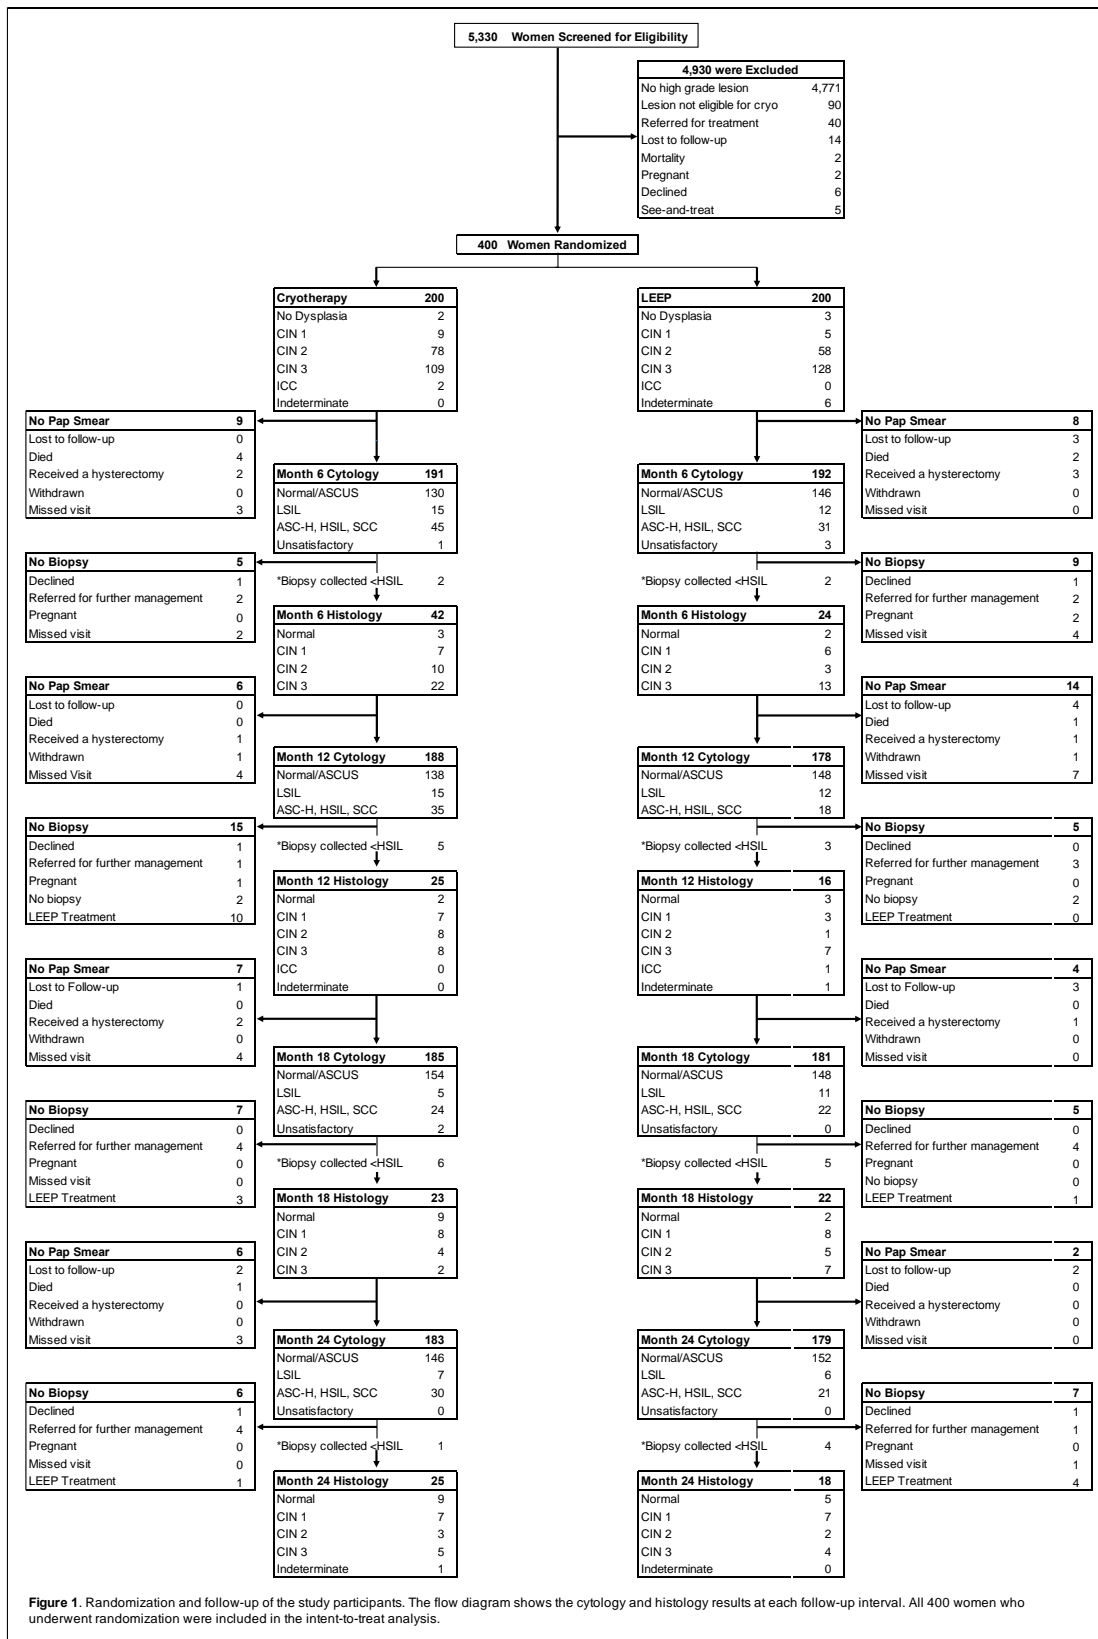 5,330 Women Screened for Eligibility
4,930 were Excluded
No high grade lesion 4,771
Lesion not eligible for cryo 90
Referred for treatment 40
Lost to follow-up 14
Mortality 2
Pregnant 2
Declined 6
See-and-treat 5
400 Women Randomized
Cryotherapy 200
No Dysplasia 2
CIN 1 9
CIN 2 78
CIN 3 109
ICC 2
Indeterminate 0
LEEP 200
No Dysplasia 3
CIN 1 5
CIN 2 58
CIN 3 128
ICC 0
Indeterminate 6
No Pap Smear 9
Lost to follow-up 0
Died 4
Received a hysterectomy 2
Withdrawn 0
Missed visit 3
No Pap Smear 8
Lost to follow-up 3
Died 2
Received a hysterectomy 3
Withdrawn 0
Missed visit 0
Month 6 Cytology 191
Normal/ASCUS 130
LSIL 15
ASC-H, HSIL, SCC 45
Unsatisfactory 1
Month 6 Cytology 192
Normal/ASCUS 146
LSIL 12
ASC-H, HSIL, SCC 31
Unsatisfactory 3
No Biopsy 5
Declined 1
Referred for further management 2
Pregnant 0
Missed visit 2
*Biopsy collected <HSIL 2
*Biopsy collected <HSIL 2
No Biopsy 9
Declined 1
Referred for further management 2
Pregnant 2
Missed visit 4
Month 6 Histology 42
Normal 3
CIN 1 7
CIN 2 10
CIN 3 22
Month 6 Histology 24
Normal 2
CIN 1 6
CIN 2 3
CIN 3 13
No Pap Smear 6
Lost to follow-up 0
Died 0
Received a hysterectomy 1
Withdrawn 1
Missed Visit 4
No Pap Smear 14
Lost to follow-up 4
Died 1
Received a hysterectomy 1
Withdrawn 1
Missed visit 7
Month 12 Cytology 188
Normal/ASCUS 138
LSIL 15
ASC-H, HSIL, SCC 35
Month 12 Cytology 178
Normal/ASCUS 148
LSIL 12
ASC-H, HSIL, SCC 18
No Biopsy 15
Declined 1
Referred for further management 1
Pregnant 1
No biopsy 2
LEEP Treatment 10
*Biopsy collected <HSIL 5
*Biopsy collected <HSIL 3
No Biopsy 5
Declined 0
Referred for further management 3
Pregnant 0
No biopsy 2
LEEP Treatment 0
Month 12 Histology 25
Normal 2
CIN 1 7
CIN 2 8
CIN 3 8
ICC 0
Indeterminate 0
Month 12 Histology 16
Normal 3
CIN 1 3
CIN 2 1
CIN 3 7
ICC 1
Indeterminate 1
No Pap Smear 7
Lost to Follow-up 1
Died 0
Received a hysterectomy 2
Withdrawn 0
Missed visit 4
No Pap Smear 4
Lost to Follow-up 3
Died 0
Received a hysterectomy 1
Withdrawn 0
Missed visit 0
Month 18 Cytology 185
Normal/ASCUS 154
LSIL 5
ASC-H, HSIL, SCC 24
Unsatisfactory 2
Month 18 Cytology 181
Normal/ASCUS 148
LSIL 11
ASC-H, HSIL, SCC 22
Unsatisfactory 0
No Biopsy 7
Declined 0
Referred for further management 4
Pregnant 0
Missed visit 0
LEEP Treatment 3
*Biopsy collected <HSIL 6
*Biopsy collected <HSIL 5
No Biopsy 5
Declined 0
Referred for further management 4
Pregnant 0
No biopsy 0
LEEP Treatment 1
Month 18 Histology 23
Normal 9
CIN 1 8
CIN 2 4
CIN 3 2
Month 18 Histology 22
Normal 2
CIN 1 8
CIN 2 5
CIN 3 7
No Pap Smear 6
Lost to follow-up 2
Died 1
Received a hysterectomy 0
Withdrawn 0
Missed visit 3
No Pap Smear 2
Lost to follow-up 2
Died 0
Received a hysterectomy 0
Withdrawn 0
Missed visit 0
Month 24 Cytology 183
Normal/ASCUS 146
LSIL 7
ASC-H, HSIL, SCC 30
Unsatisfactory 0
Month 24 Cytology 179
Normal/ASCUS 152
LSIL 6
ASC-H, HSIL, SCC 21
Unsatisfactory 0
No Biopsy 6
Declined 1
Referred for further management 4
Pregnant 0
Missed visit 0
LEEP Treatment 1
*Biopsy collected <HSIL 1
*Biopsy collected <HSIL 4
No Biopsy 7
Declined 1
Referred for further management 1
Pregnant 0
Missed visit 1
LEEP Treatment 4
Month 24 Histology 25
Normal 9
CIN 1 7
CIN 2 3
CIN 3 5
Indeterminate 1
Month 24 Histology 18
Normal 5
CIN 1 7
CIN 2 2
CIN 3 4
Indeterminate 0
Figure 1. Randomization and follow-up of the study participants. The flow diagram shows the cytology and histology results at each follow-up interval. All 400 women who
underwent randomization were included in the intent-to-treat analysis.